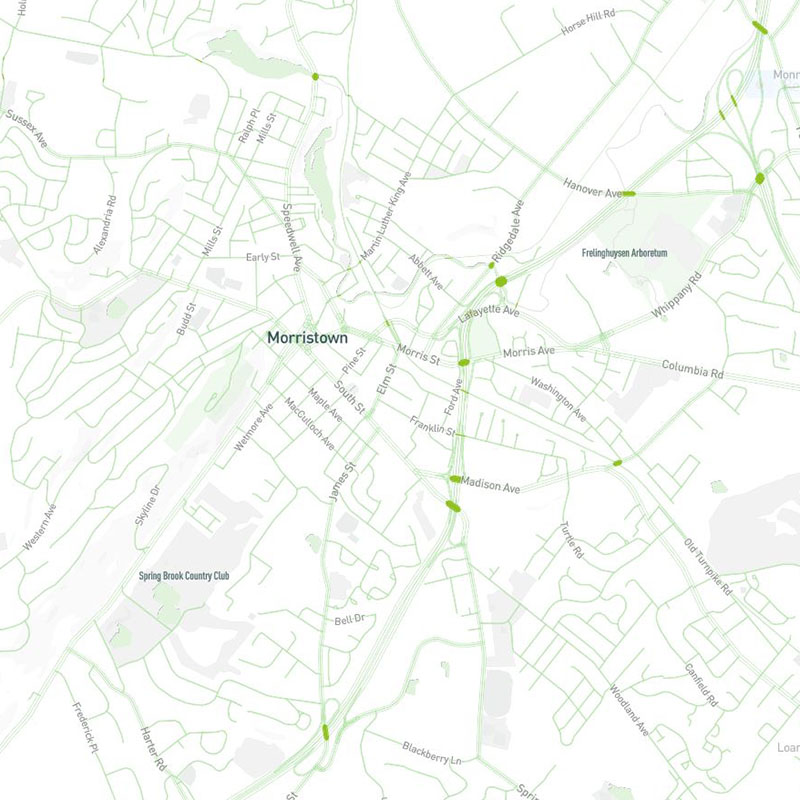 Horse Hill Rd
Ralph Pl
Mills St
Sussex Ave
Hanover Ave
Martin Luther King Ave
Alexandria Rd
Speedwell Ave
Ridgedale Ave
Mills St
Early St
Abbett Ave
Frelinghuysen Arboretum
Whippany Rd
Budd St
Lafayette Ave
Morristown
Pine St
Morris St
Morris Ave
Columbia Rd
Elm St
South St
Maple Ave
Ford Ave
Washington Ave
MacCulloch Ave
Wetmore Ave
Franklin St
James St
Madison Ave
Skyline Dr
Western Ave
Turtle Rd
Old Turnpike Rd
Spring Brook Country Club
Bell Dr
Canfield Rd
Woodland Ave
Frederick Pl
Harter Rd
Blackberry Ln
Loan
Sprin
St